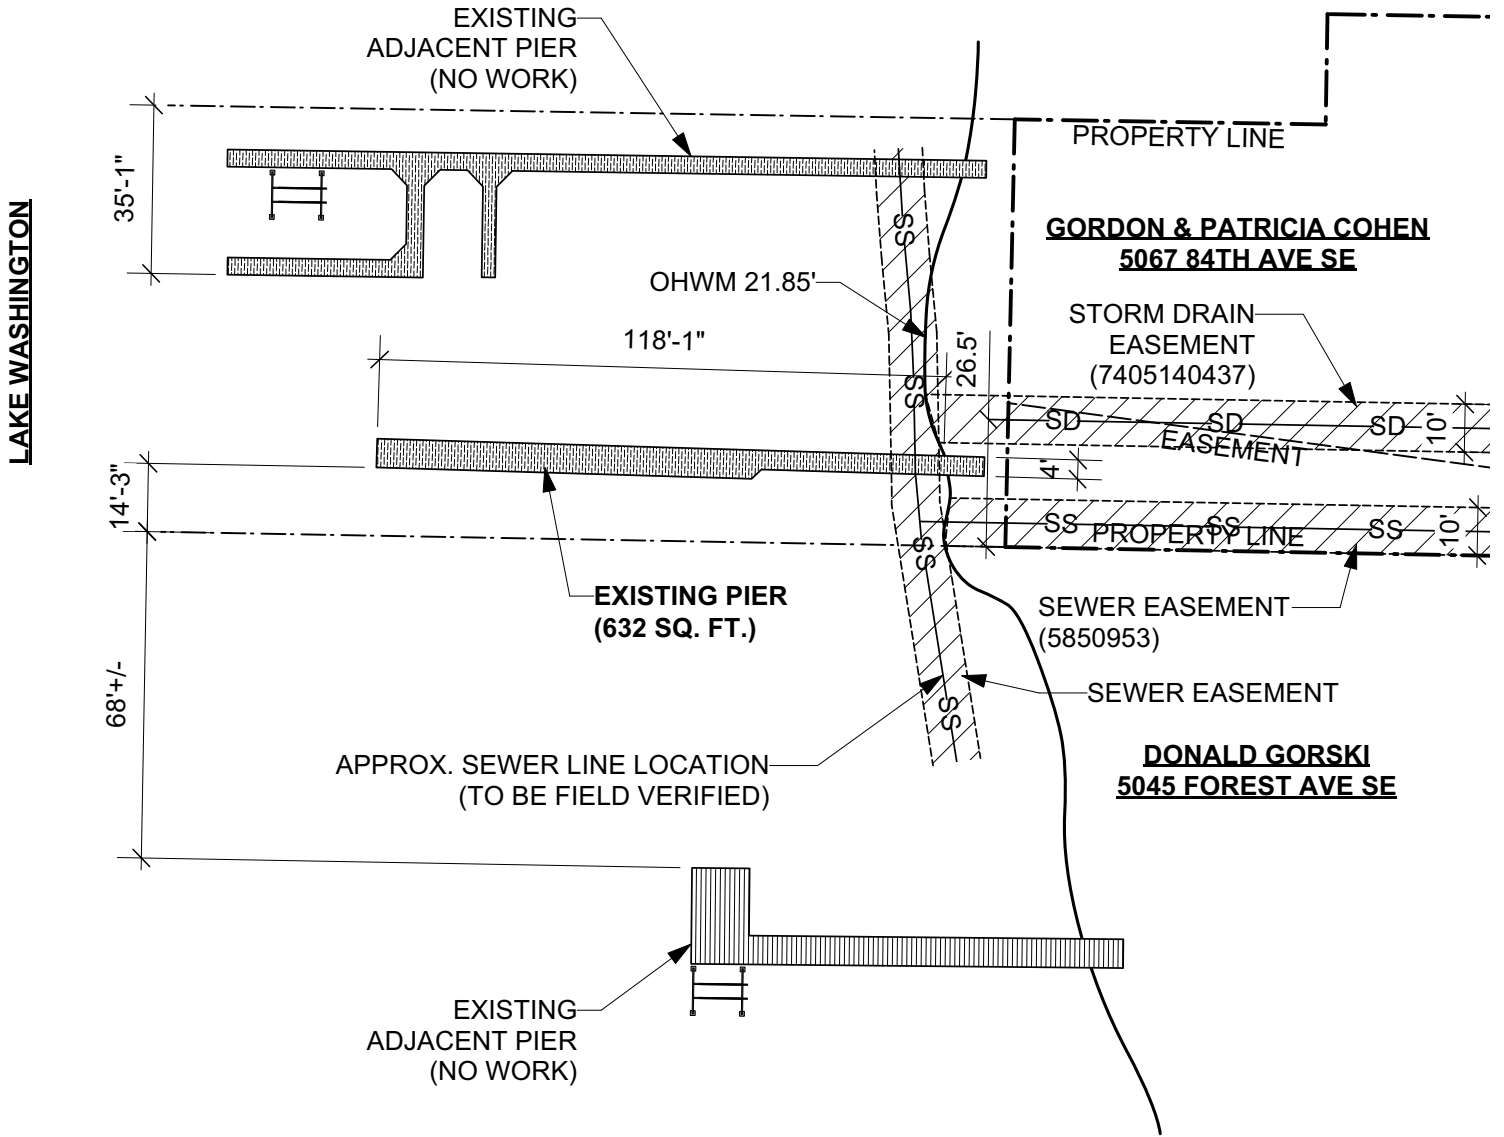 EXISTING
ADJACENT PIER
(NO WORK)
PROPERTY LINE
35'-1"
LAKE WASHINGTON
GORDON & PATRICIA COHEN
5067 84TH AVE SE
SS
OHWM 21.85'
STORM DRAIN
EASEMENT
(7405140437)
118'-1"
26.5'
SS
SD
SD
SD
10'
EASEMENT
4'
14'-3"
SS
SS
SS
10'
PROPERTY LINE
SS
EXISTING PIER
(632 SQ. FT.)
SEWER EASEMENT
(5850953)
68'+/-
SEWER EASEMENT
SS
APPROX. SEWER LINE LOCATION
(TO BE FIELD VERIFIED)
DONALD GORSKI
5045 FOREST AVE SE
EXISTING
ADJACENT PIER
(NO WORK)